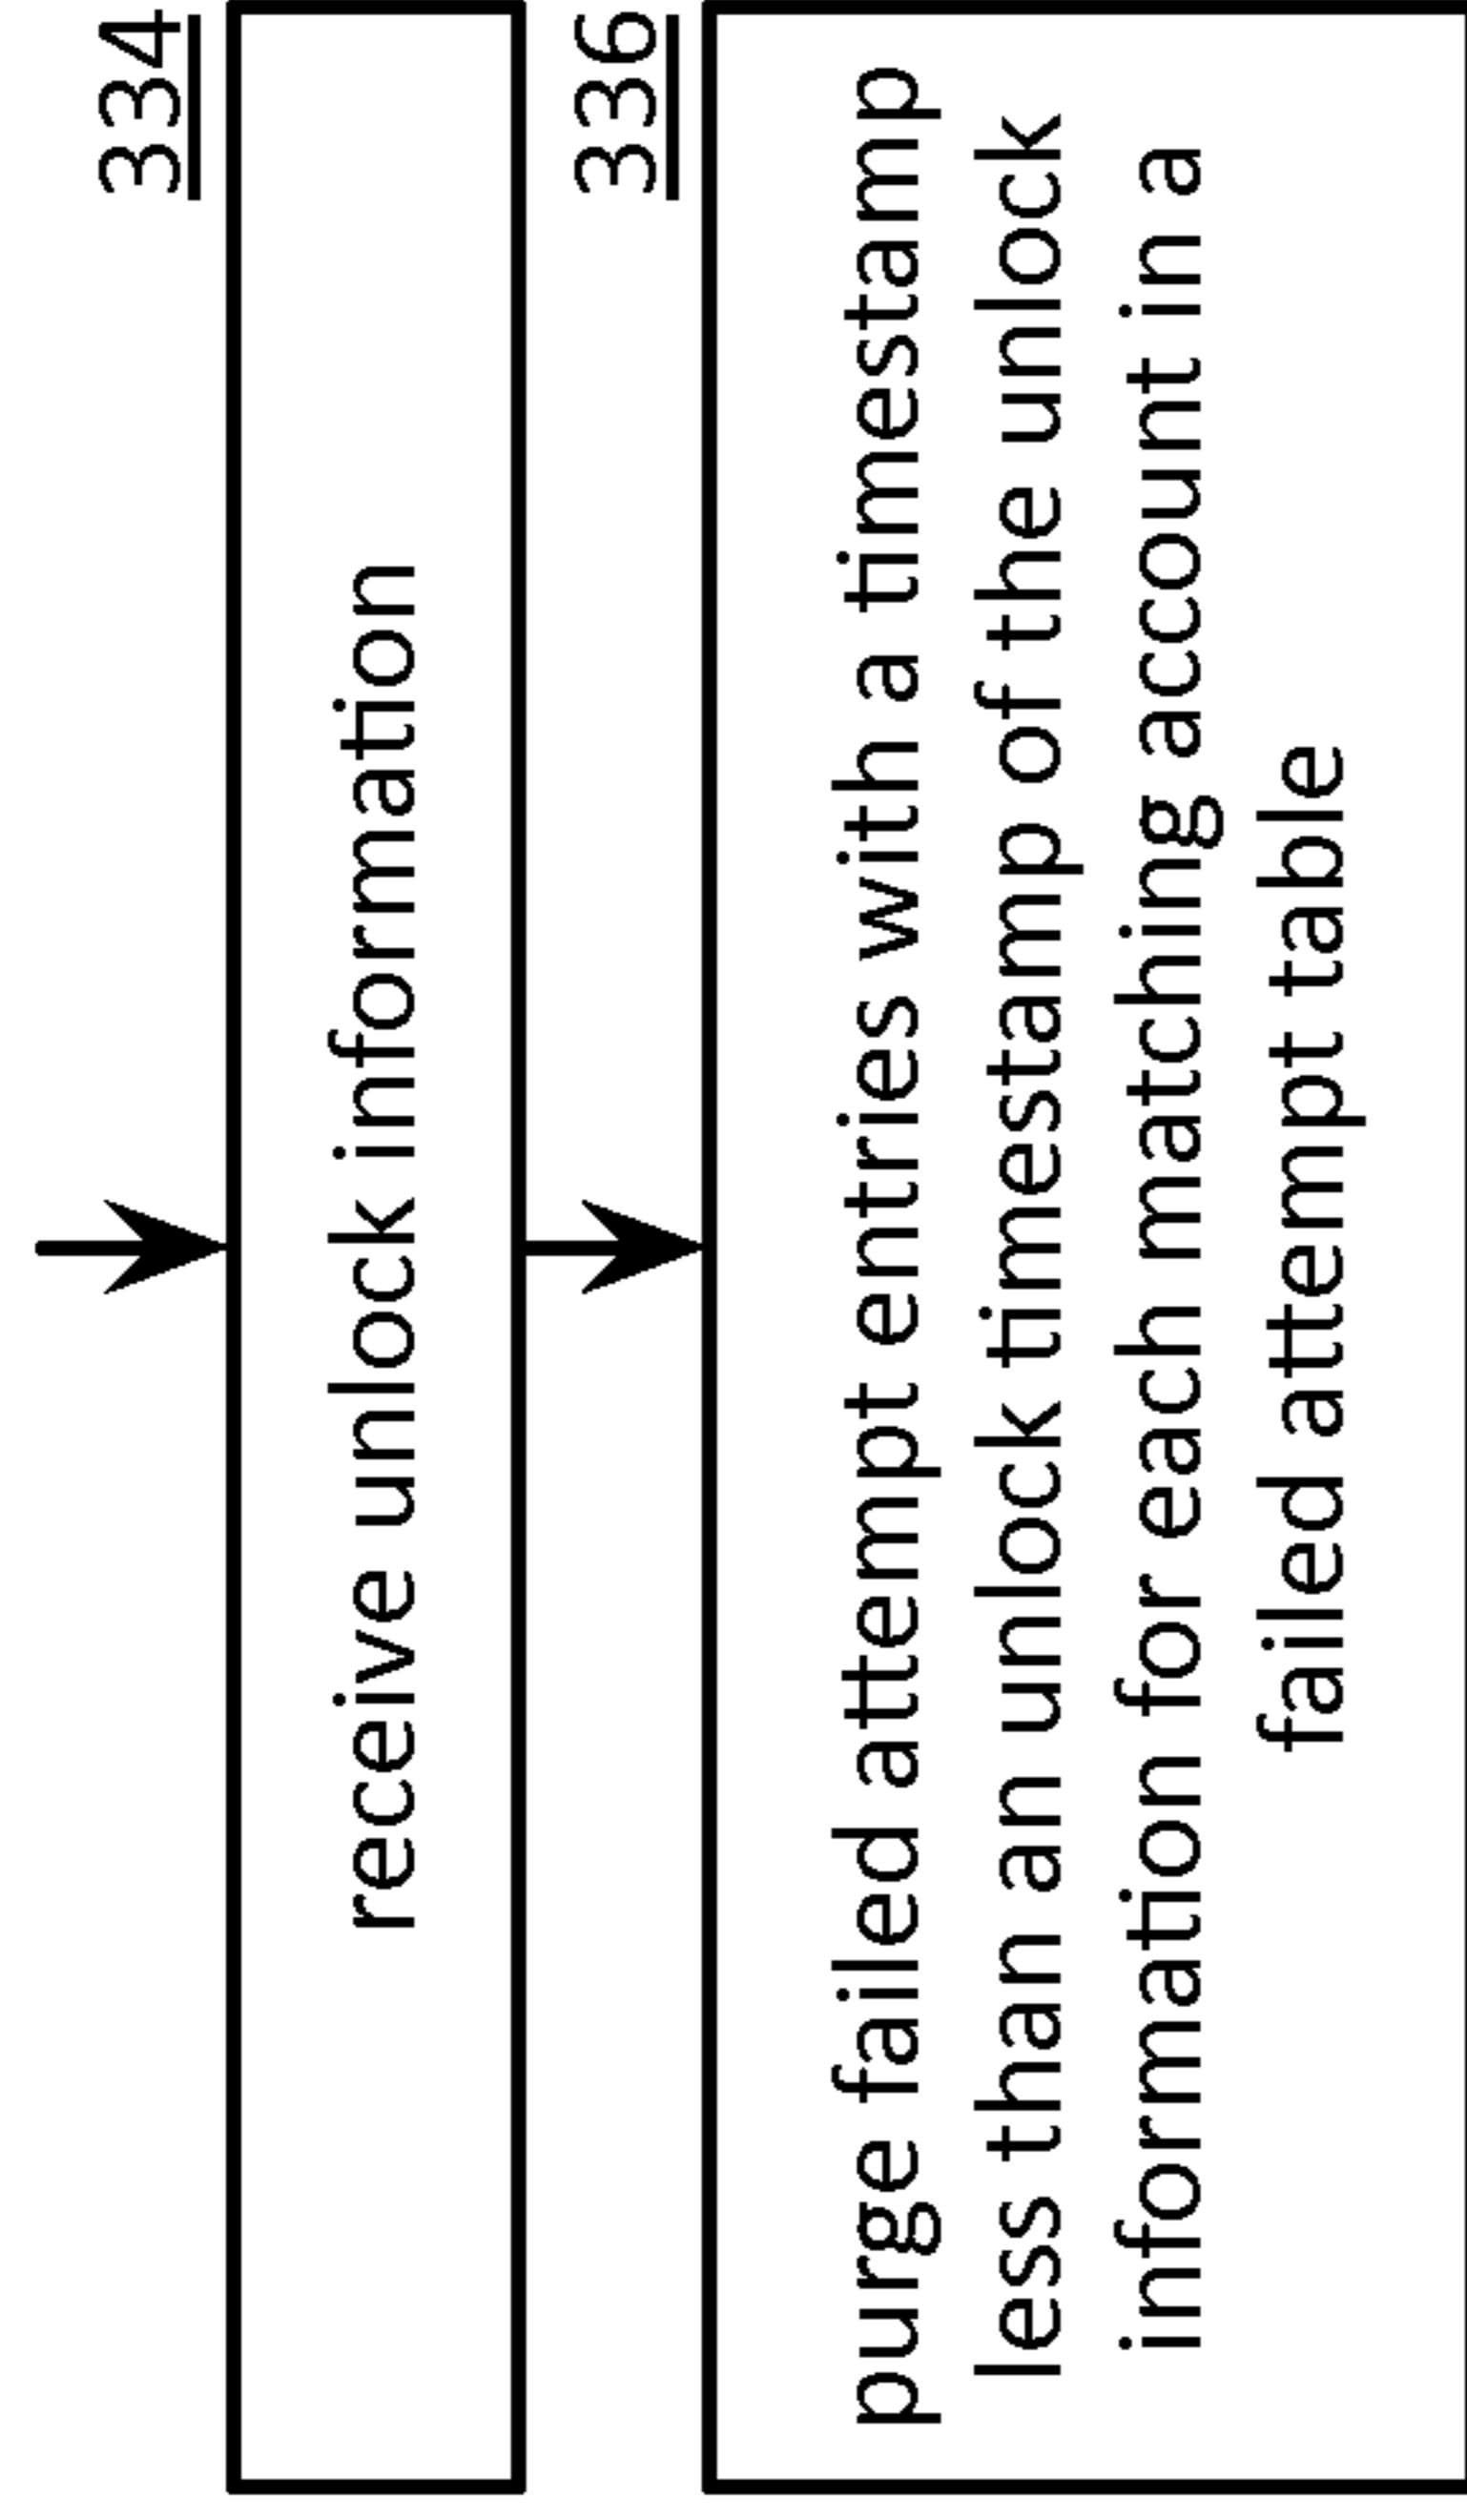 334
receive unlock information
336
purge failed attempt entries with a timestamp
less than an unlock timestamp of the unlock
information for each matching account in a
failed attempt table